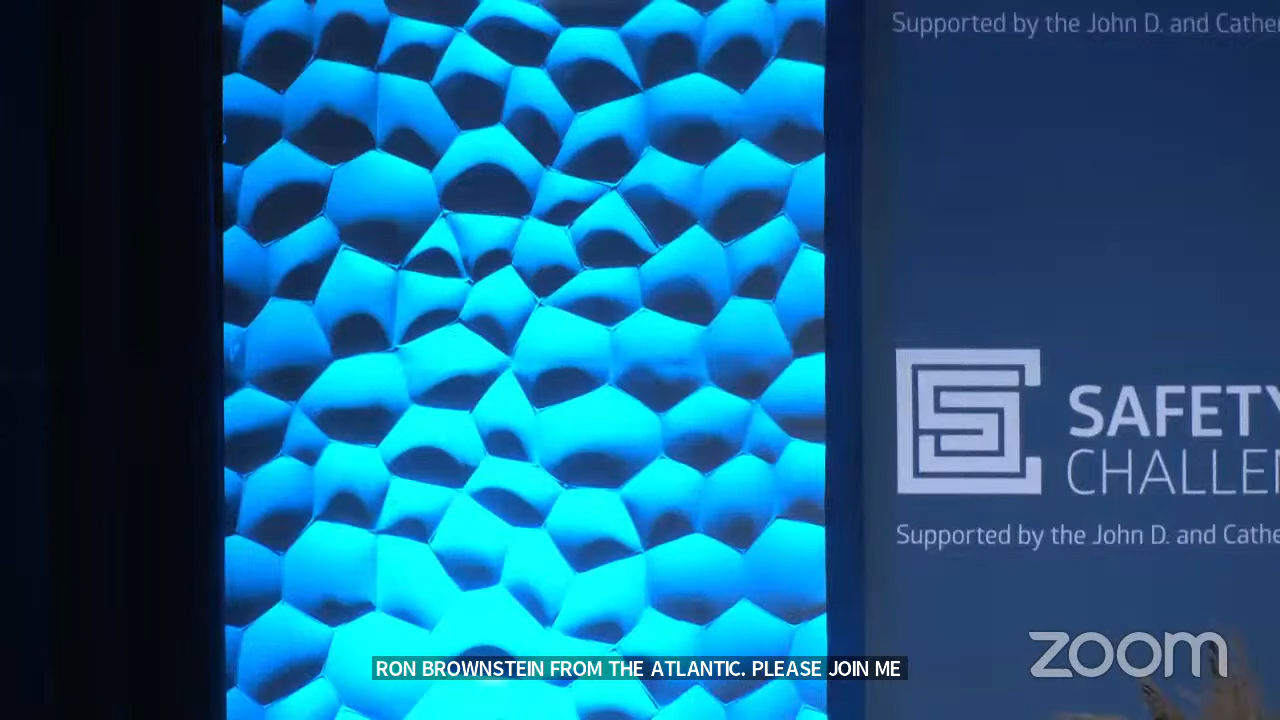 Supported by the John D. and Cathe
SAFETY
CHALLE
Supported by the John D. and Cathe
zoom
RON BROWNSTEIN FROM THE ATLANTIC. PLEASE JOIN ME